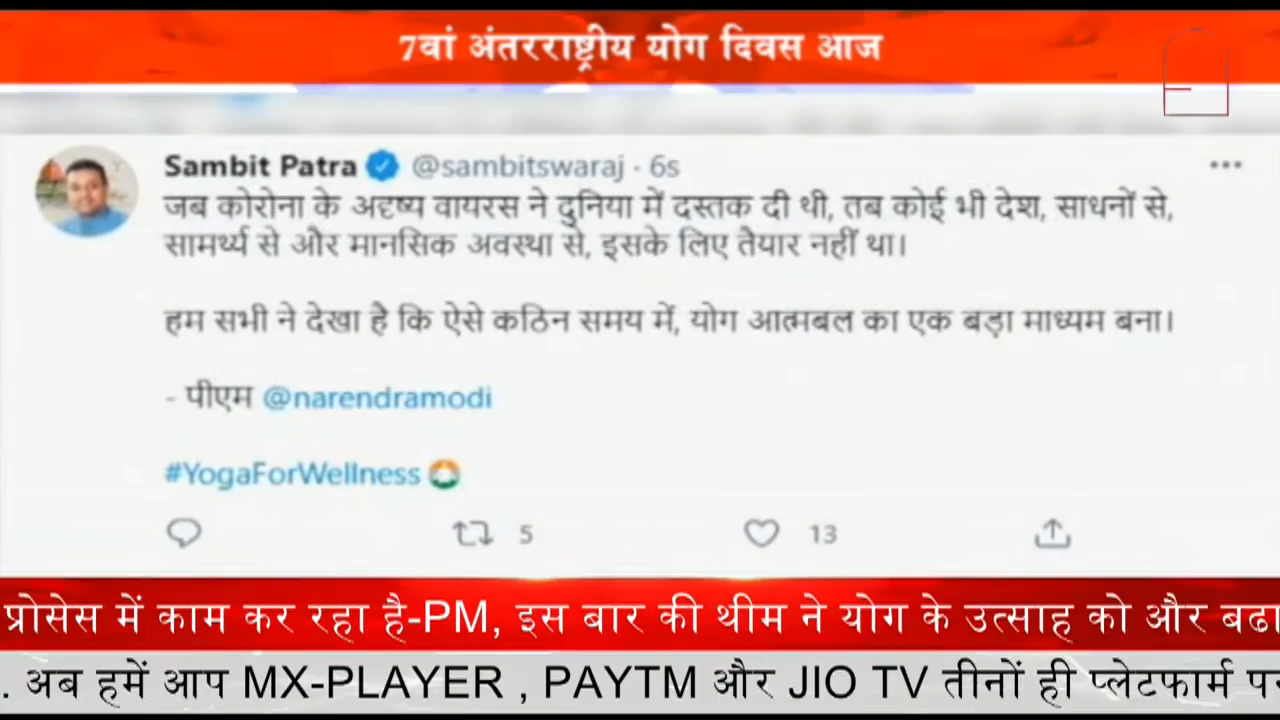 7वां अंतरराष्ट्रीय योग दिवस आज
Sambit Patra @sambitswaraj · 6s
जब कोरोना के अदृष्य वायरस ने दुनिया में दस्तक दी थी, तब कोई भी देश, साधनों से,
सामर्थ्य से और मानसिक अवस्था से, इसके लिए तैयार नहीं था।
हम सभी ने देखा है कि ऐसे कठिन समय में, योग आत्मबल का एक बड़ा माध्यम बना।
- पीएम @narendramodi
#YogaForWellness
5 13
प्रोसेस में काम कर रहा है-PM, इस बार की थीम ने योग के उत्साह को और बढा
. अब हमें आप MX-PLAYER , PAYTM और JIO TV तीनों ही प्लेटफार्म पर